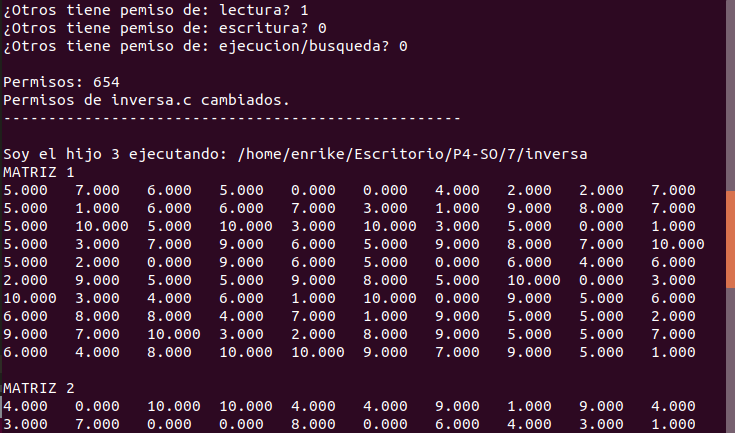 ¿Otros tiene pemiso de: lectura? 1
¿Otros tiene pemiso de: escritura? 0
¿Otros tiene pemiso de: ejecucion/busqueda? 0
Permisos: 654
Permisos de inversa.c cambiados.
---------------------------------------------------
Soy el hijo 3 ejecutando: /home/enrike/Escritorio/P4-SO/7/inversa
MATRIZ 1
5.000 7.000 6.000 5.000 0.000 0.000 4.000 2.000 2.000 7.000
5.000 1.000 6.000 6.000 7.000 3.000 1.000 9.000 8.000 7.000
5.000 10.000 5.000 10.000 3.000 10.000 3.000 5.000 0.000 1.000
5.000 3.000 7.000 9.000 6.000 5.000 9.000 8.000 7.000 10.000
5.000 2.000 0.000 9.000 6.000 5.000 0.000 6.000 4.000 6.000
2.000 9.000 5.000 5.000 9.000 8.000 5.000 10.000 0.000 3.000
10.000 3.000 4.000 6.000 1.000 10.000 0.000 9.000 5.000 6.000
6.000 8.000 8.000 4.000 7.000 1.000 9.000 5.000 5.000 2.000
9.000 7.000 10.000 3.000 2.000 8.000 9.000 5.000 5.000 7.000
6.000 4.000 8.000 10.000 10.000 9.000 7.000 9.000 5.000 1.000
MATRIZ 2
4.000 0.000 10.000 10.000 4.000 4.000 9.000 1.000 9.000 4.000
3.000 7.000 0.000 0.000 8.000 0.000 6.000 4.000 3.000 1.000